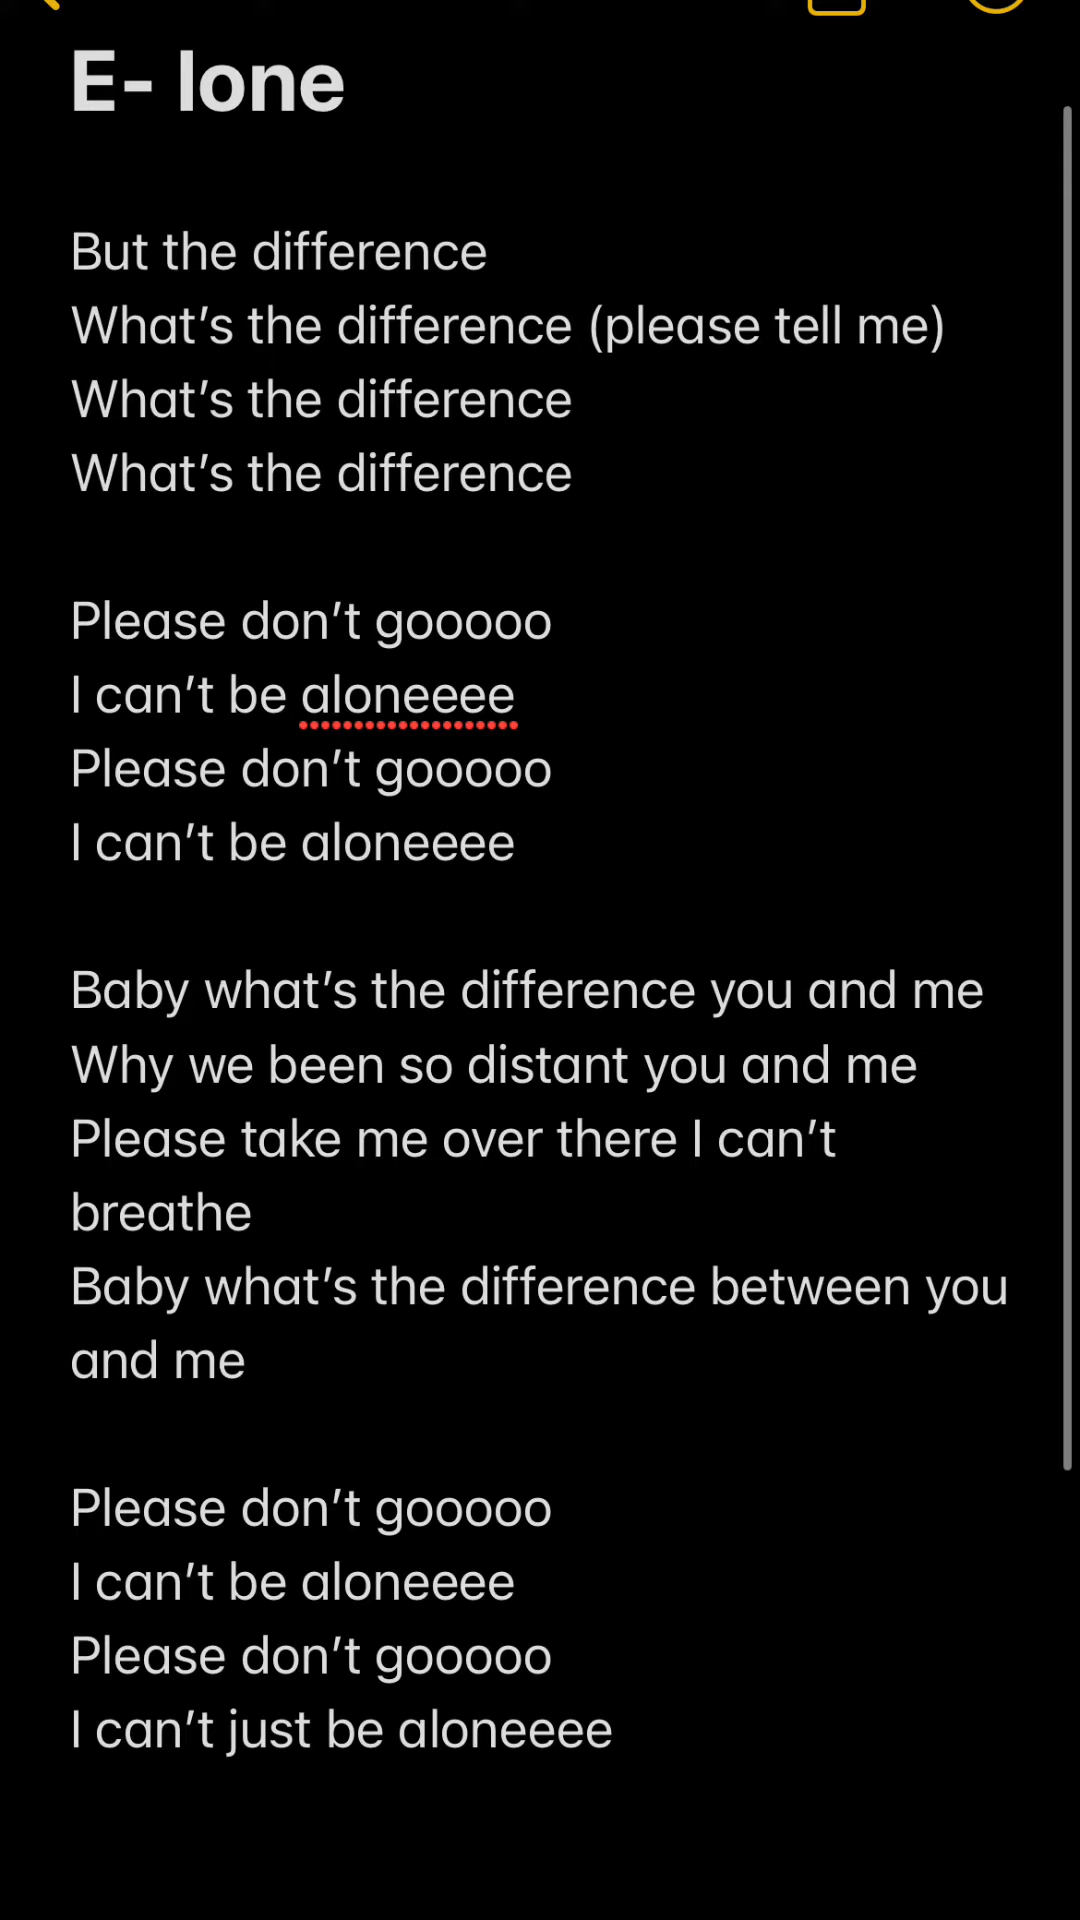 E- lone
But the difference
What’s the difference (please tell me)
What’s the difference
What’s the difference
Please don’t gooooo
I can’t be aloneeee
Please don’t gooooo
I can’t be aloneeee
Baby what’s the difference you and me
Why we been so distant you and me
Please take me over there I can’t
breathe
Baby what’s the difference between you
and me
Please don’t gooooo
I can’t be aloneeee
Please don’t gooooo
I can’t just be aloneeee